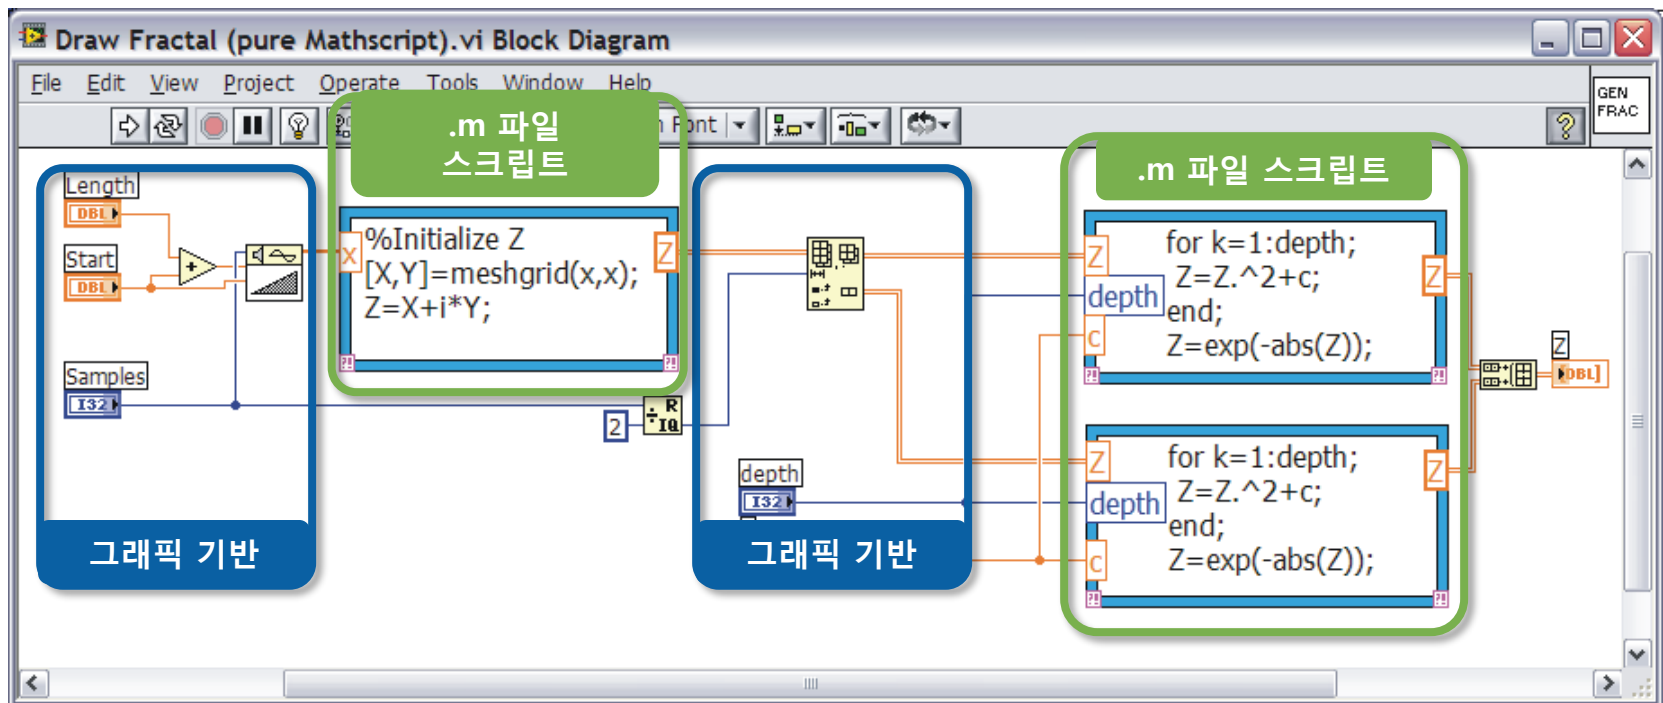 Draw Fractal (pure Mathscript).vi Block Diagram
File Edit View Project Operate Tools Window Help
GEN
FRAC
Font
.m 파일
스크립트
.m 파일 스크립트
Length
DBL
Start
DBL
Samples
I32
x
%Initialize Z
[X,Y]=meshgrid(x,x);
Z=X+i*Y;
Z
2
R
IQ
depth
I32
Z
depth
c
for k=1:depth;
Z=Z.^2+c;
end;
Z=exp(-abs(Z));
Z
Z
depth
c
for k=1:depth;
Z=Z.^2+c;
end;
Z=exp(-abs(Z));
Z
Z
DBL]
그래픽 기반
그래픽 기반